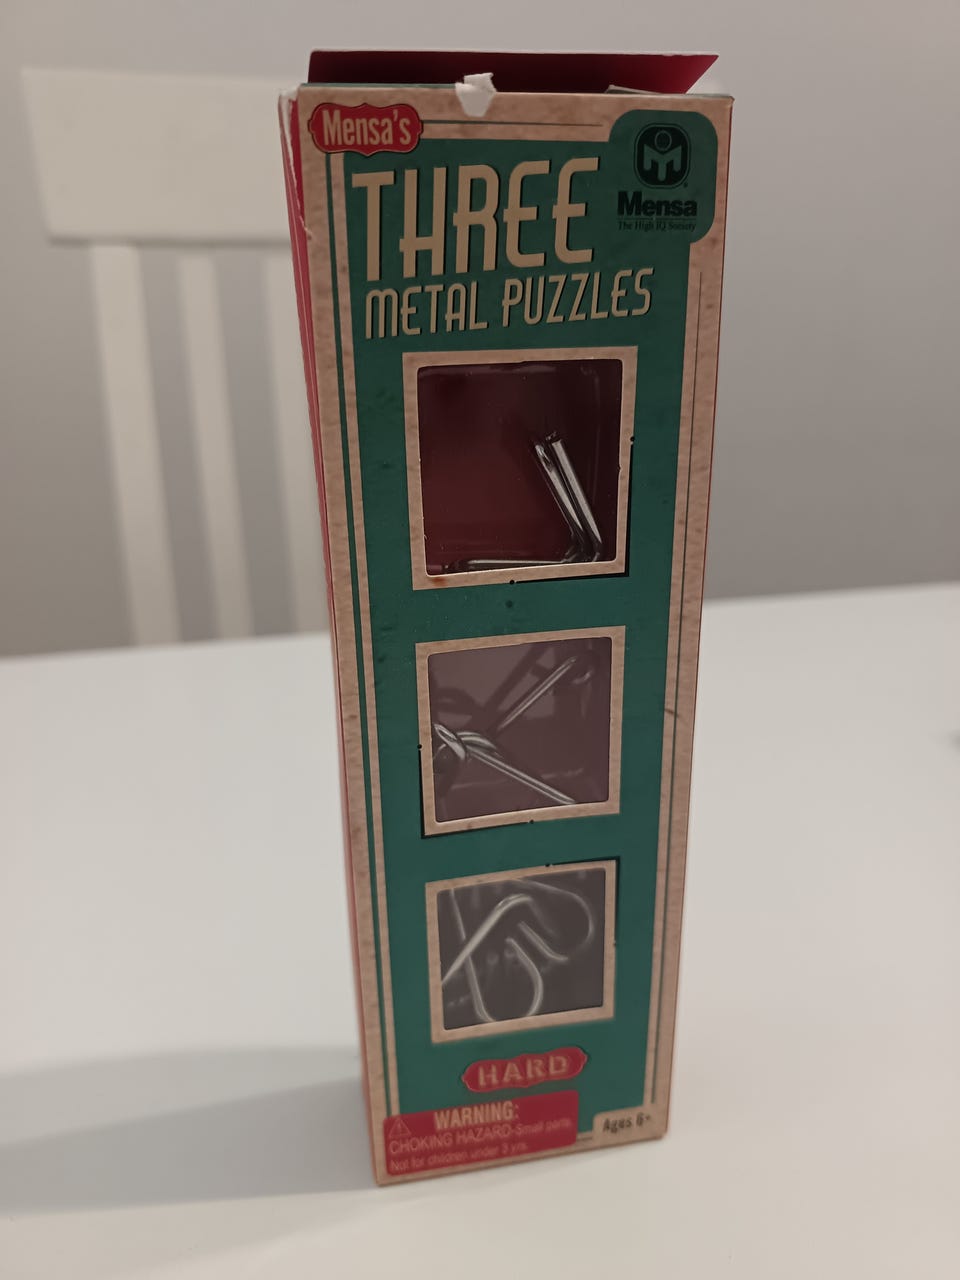 Mensa's
THREE
METAL PUZZLES
Mensa
The High IQ Society
HARD
WARNING:
CHOKING HAZARD-Small parts
Not for children under 3 yrs.
Ages 8+